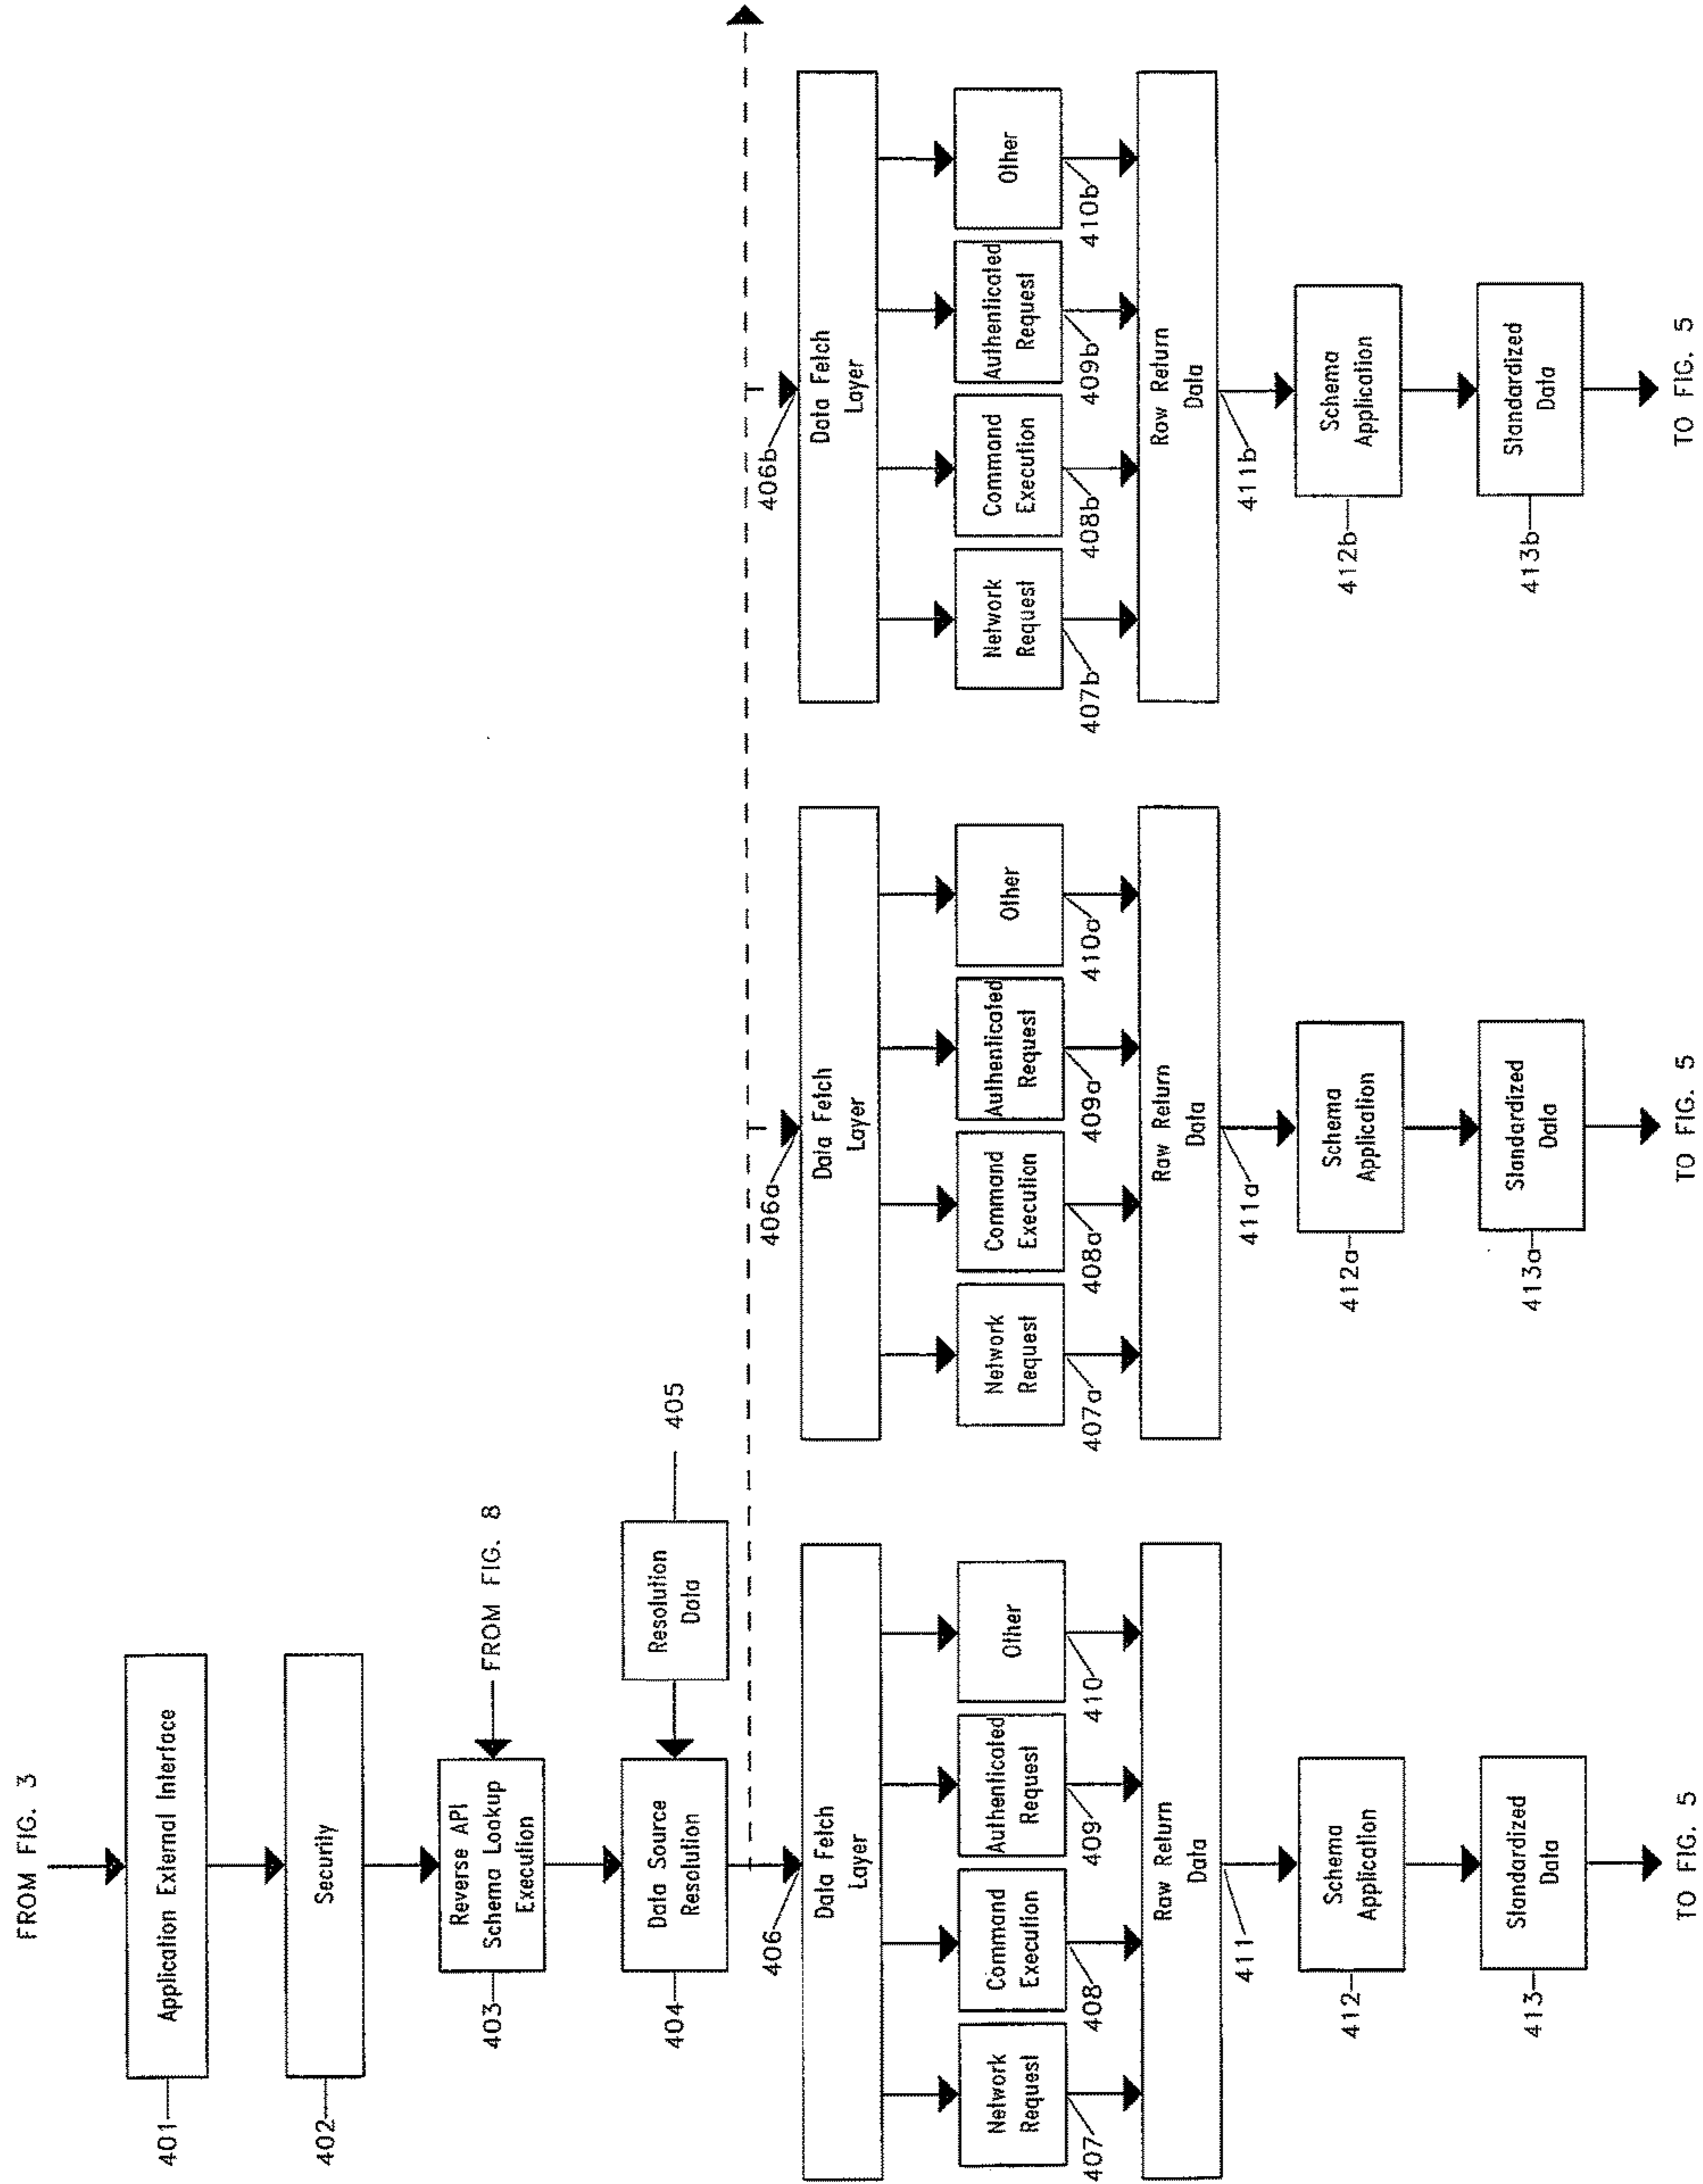 FROM FIG. 3
401
Application External Interface
402
Security
403
Reverse API
Schema Lookup
Execution
FROM FIG. 8
404
Data Source
Resolution
Resolution
Data
405
406
Data Fetch
Layer
Network
Request
Command
Execution
Authenticated
Request
Other
407
408
409
410
Raw Return
Data
411
412
Schema
Application
413
Standardized
Data
TO FIG. 5
406a
Data Fetch
Layer
Network
Request
Command
Execution
Authenticated
Request
Other
407a
408a
409a
410a
Raw Return
Data
411a
412a
Schema
Application
413a
Standardized
Data
TO FIG. 5
406b
Data Fetch
Layer
Network
Request
Command
Execution
Authenticated
Request
Other
407b
408b
409b
410b
Raw Return
Data
411b
412b
Schema
Application
413b
Standardized
Data
TO FIG. 5